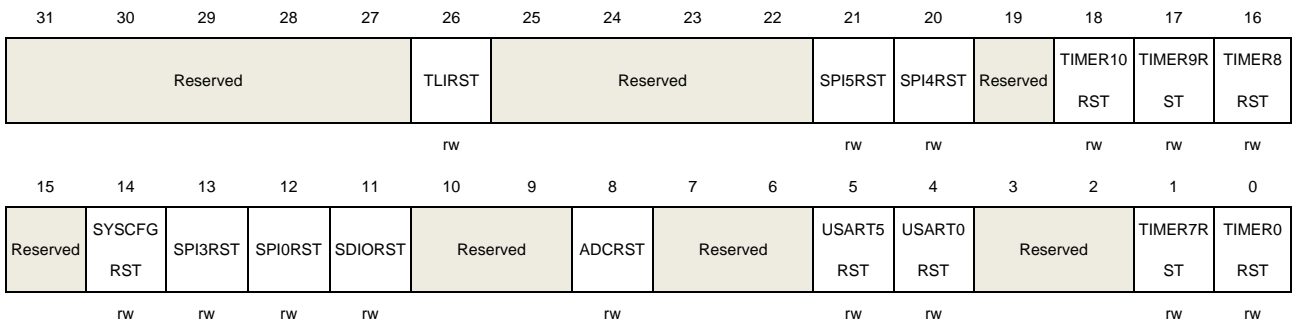 31 30 29 28 27 26 25 24 23 22 21 20 19 18 17 16
Reserved TLIRST Reserved SPI5RST SPI4RST Reserved TIMER10 RST TIMER9R ST TIMER8 RST
rw rw rw rw rw rw
15 14 13 12 11 10 9 8 7 6 5 4 3 2 1 0
Reserved SYSCFG RST SPI3RST SPI0RST SDIORST Reserved ADCRST Reserved USART5 RST USART0 RST Reserved TIMER7R ST TIMER0 RST
rw rw rw rw rw rw rw rw rw